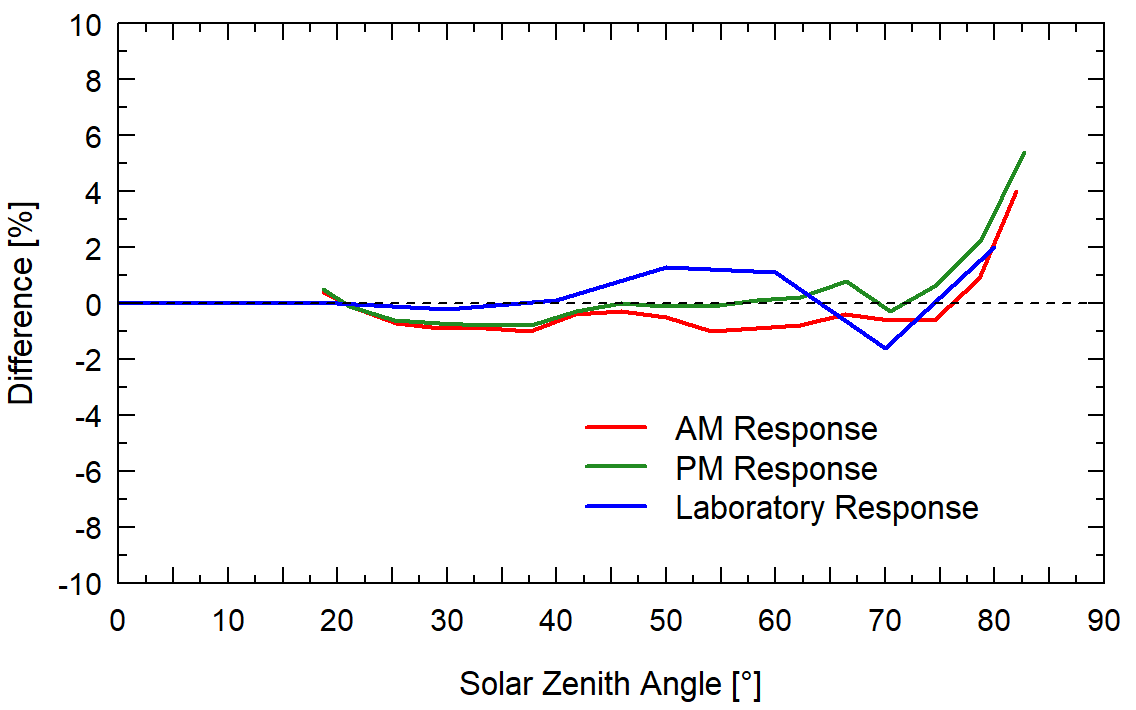 10
8
6
4
2
0
-2
-4
-6
-8
-10
Difference [%]
AM Response
PM Response
Laboratory Response
0 10 20 30 40 50 60 70 80 90
Solar Zenith Angle [°]